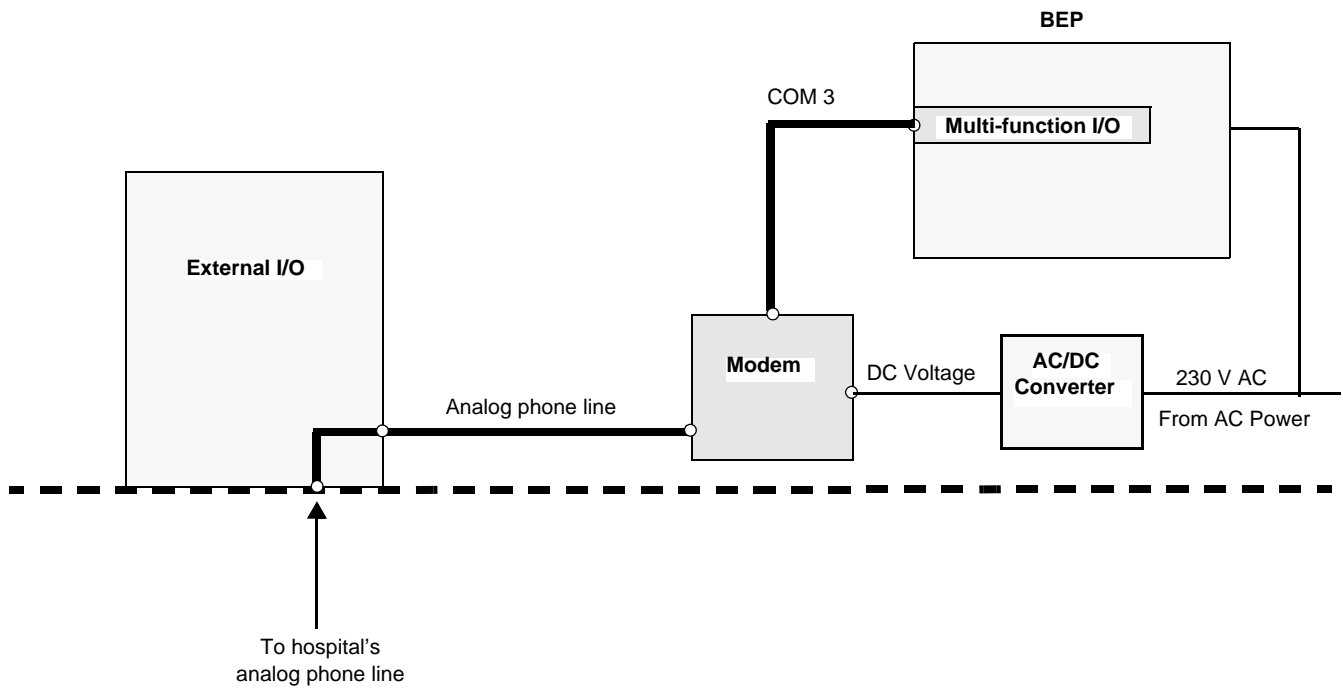 BEP
COM 3
Multi-function I/O
External I/O
Modem
DC Voltage
AC/DC
Converter
230 V AC
From AC Power
Analog phone line
To hospital's
analog phone line